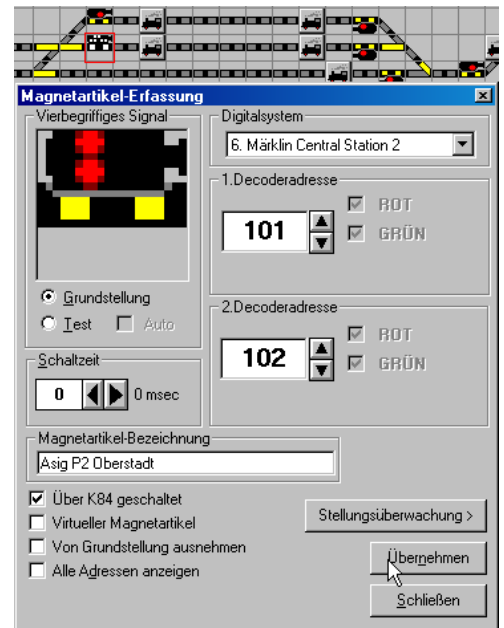 Magnetartikel-Erfassung
Vierbegriffiges Signal
Grundstellung
Test Auto
Schaltzeit
0 0 msec
Digitalsystem
6. Märklin Central Station 2
1.Decoderadresse
101
ROT
GRÜN
2.Decoderadresse
102
ROT
GRÜN
Magnetartikel-Bezeichnung
Asig P2 Oberstadt
Über K84 geschaltet
Virtueller Magnetartikel
Von Grundstellung ausnehmen
Alle Adressen anzeigen
Stellungsüberwachung >
Übernehmen
Schließen